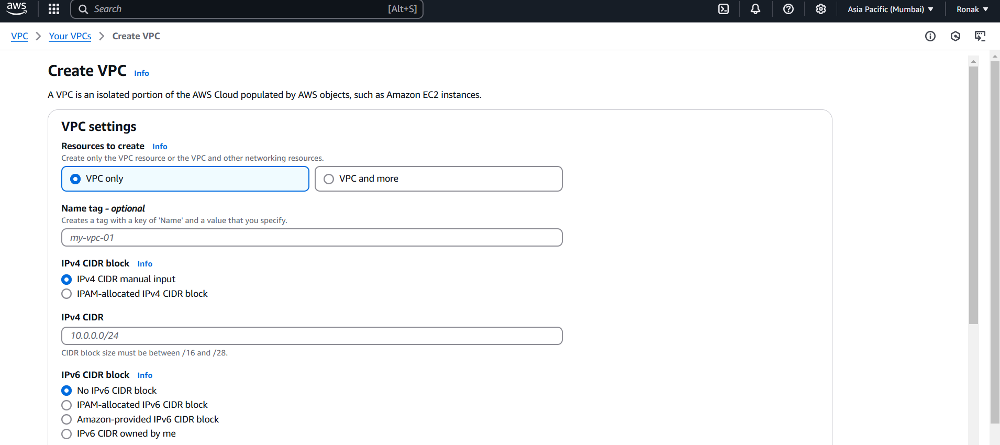 aws Search [Alt+S] Asia Pacific (Mumbai) Ronak
VPC Your VPCs Create VPC
Create VPC Info
A VPC is an isolated portion of the AWS Cloud populated by AWS objects, such as Amazon EC2 instances.
VPC settings
Resources to create Info
Create only the VPC resource or the VPC and other networking resources.
VPC only VPC and more
Name tag - optional
Creates a tag with a key of 'Name' and a value that you specify.
my-vpc-01
IPv4 CIDR block Info
IPv4 CIDR manual input
IPAM-allocated IPv4 CIDR block
IPv4 CIDR
10.0.0.0/24
CIDR block size must be between /16 and /28.
IPv6 CIDR block Info
No IPv6 CIDR block
IPAM-allocated IPv6 CIDR block
Amazon-provided IPv6 CIDR block
IPv6 CIDR owned by me